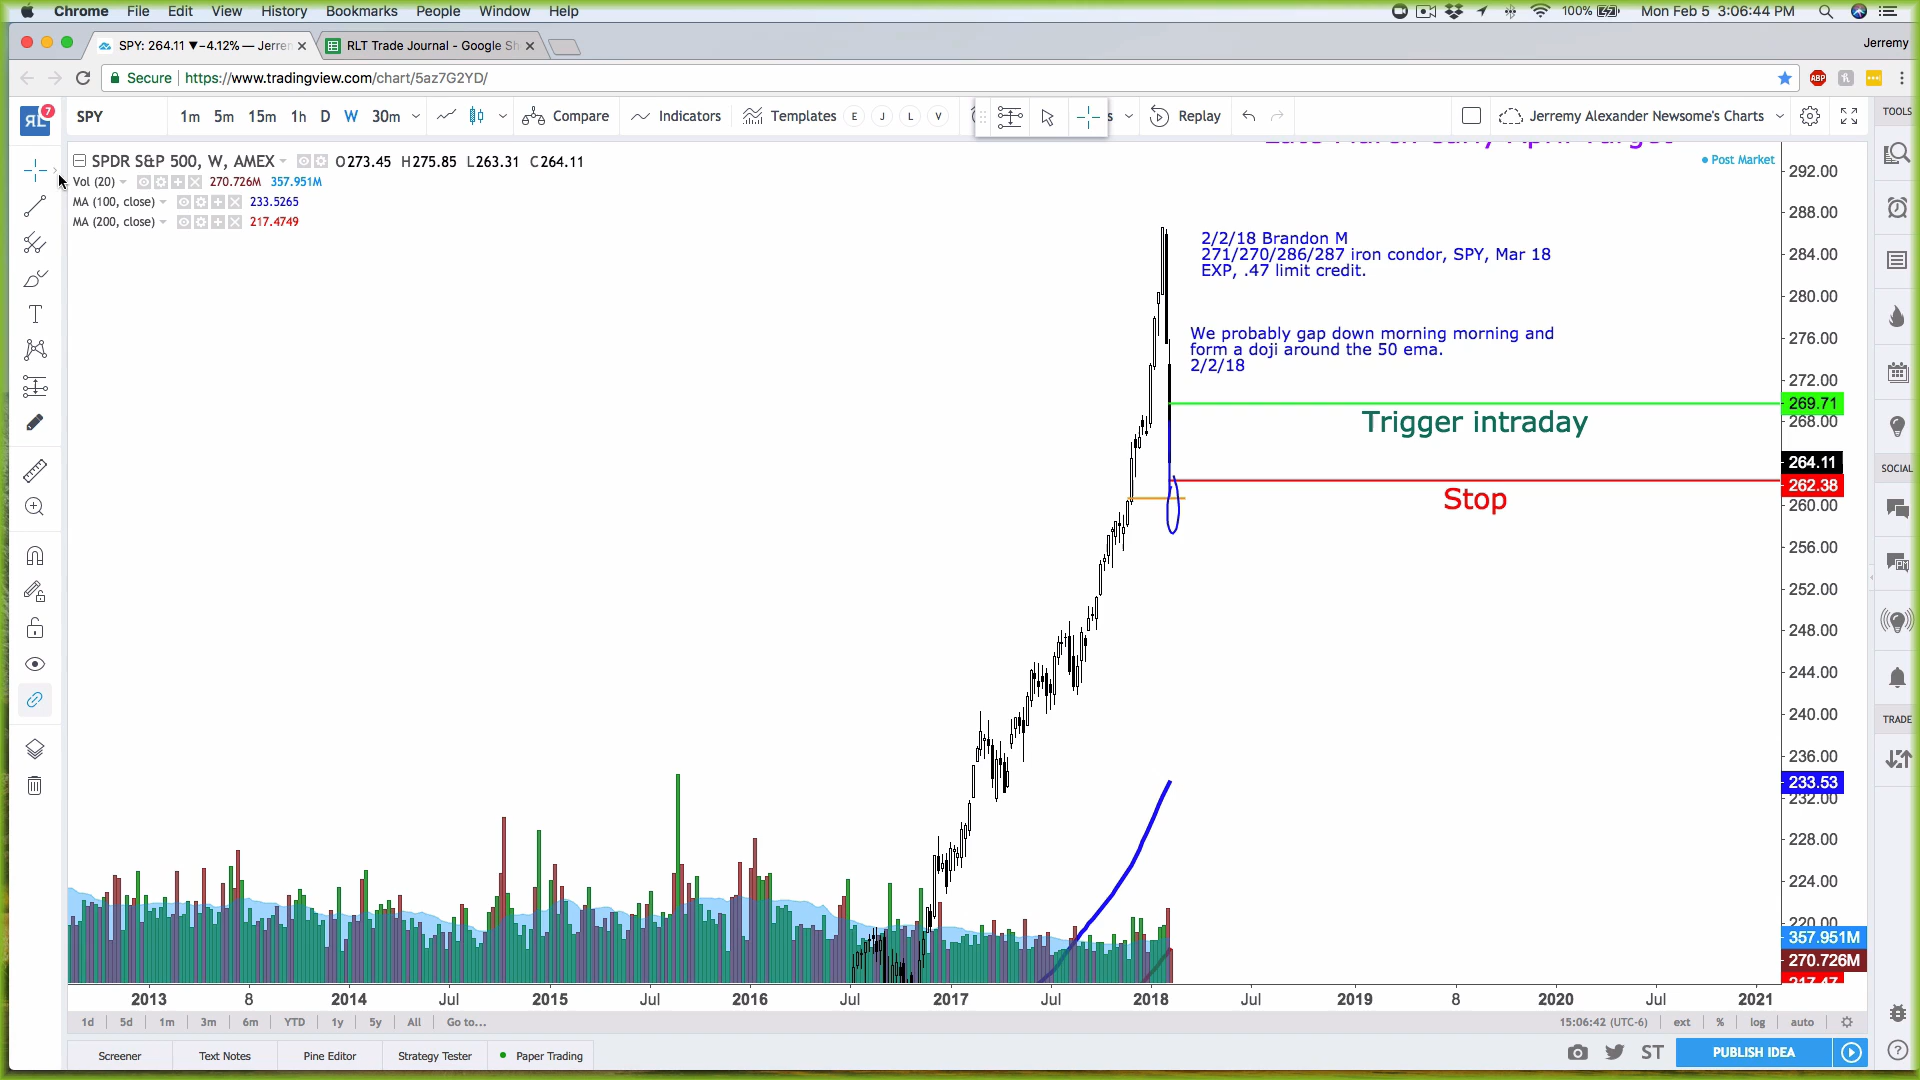 Chrome File Edit View History Bookmarks People Window Help 100% Mon Feb 5 3:06:44 PM
SPY: 264.11 ▼−4.12% — Jerren RLT Trade Journal - Google Sh Jerremy
Secure https://www.tradingview.com/chart/5az7G2YD/ ABP
7
SPY 1m 5m 15m 1h D W 30m Compare Indicators Templates E J L V s Replay Jerremy Alexander Newsome's Charts TOOLS
SPDR S&P 500, W, AMEX O273.45 H275.85 L263.31 C264.11
Post Market
Vol (20) 270.726M 357.951M
MA (100, close) 233.5265
MA (200, close) 217.4749
2/2/18 Brandon M
271/270/286/287 iron condor, SPY, Mar 18
EXP, .47 limit credit.
We probably gap down morning morning and
form a doji around the 50 ema.
2/2/18
Trigger intraday
Stop
292.00
288.00
284.00
280.00
276.00
272.00
269.71
268.00
264.11
262.38
260.00
256.00
252.00
248.00
244.00
240.00
236.00
233.53
232.00
228.00
224.00
220.00
357.951M
270.726M
217.47
SOCIAL
TRADE
2013 8 2014 Jul 2015 Jul 2016 Jul 2017 Jul 2018 Jul 2019 8 2020 Jul 2021
1d 5d 1m 3m 6m YTD 1y 5y All Go to... 15:06:42 (UTC-6) ext % log auto
Screener Text Notes Pine Editor Strategy Tester Paper Trading ST PUBLISH IDEA